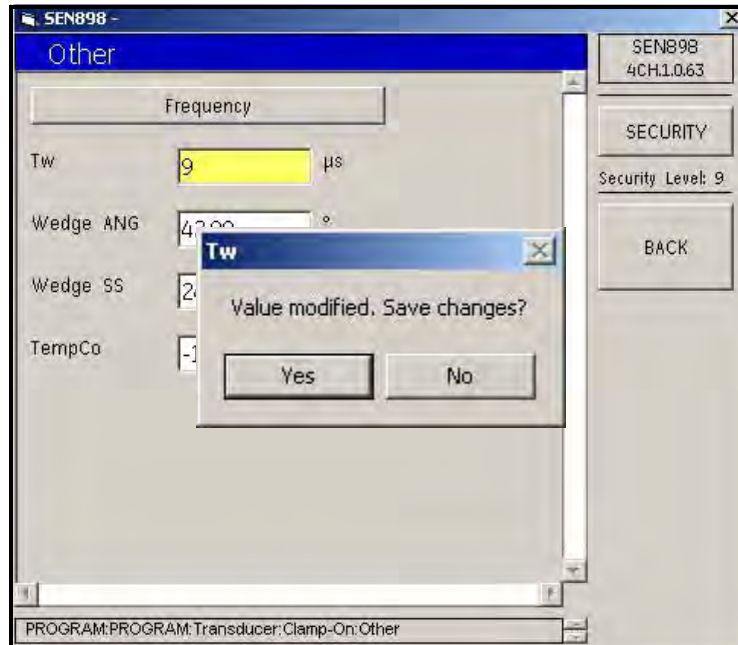 SEN898 -
Other
SEN898
4CH.1.0.63
Frequency
SECURITY
Tw 9 µs
Security Level: 9
Wedge ANG °
BACK
Tw
Wedge SS
Value modified. Save changes?
TempCo
Yes No
PROGRAM:PROGRAM:Transducer:Clamp-On:Other